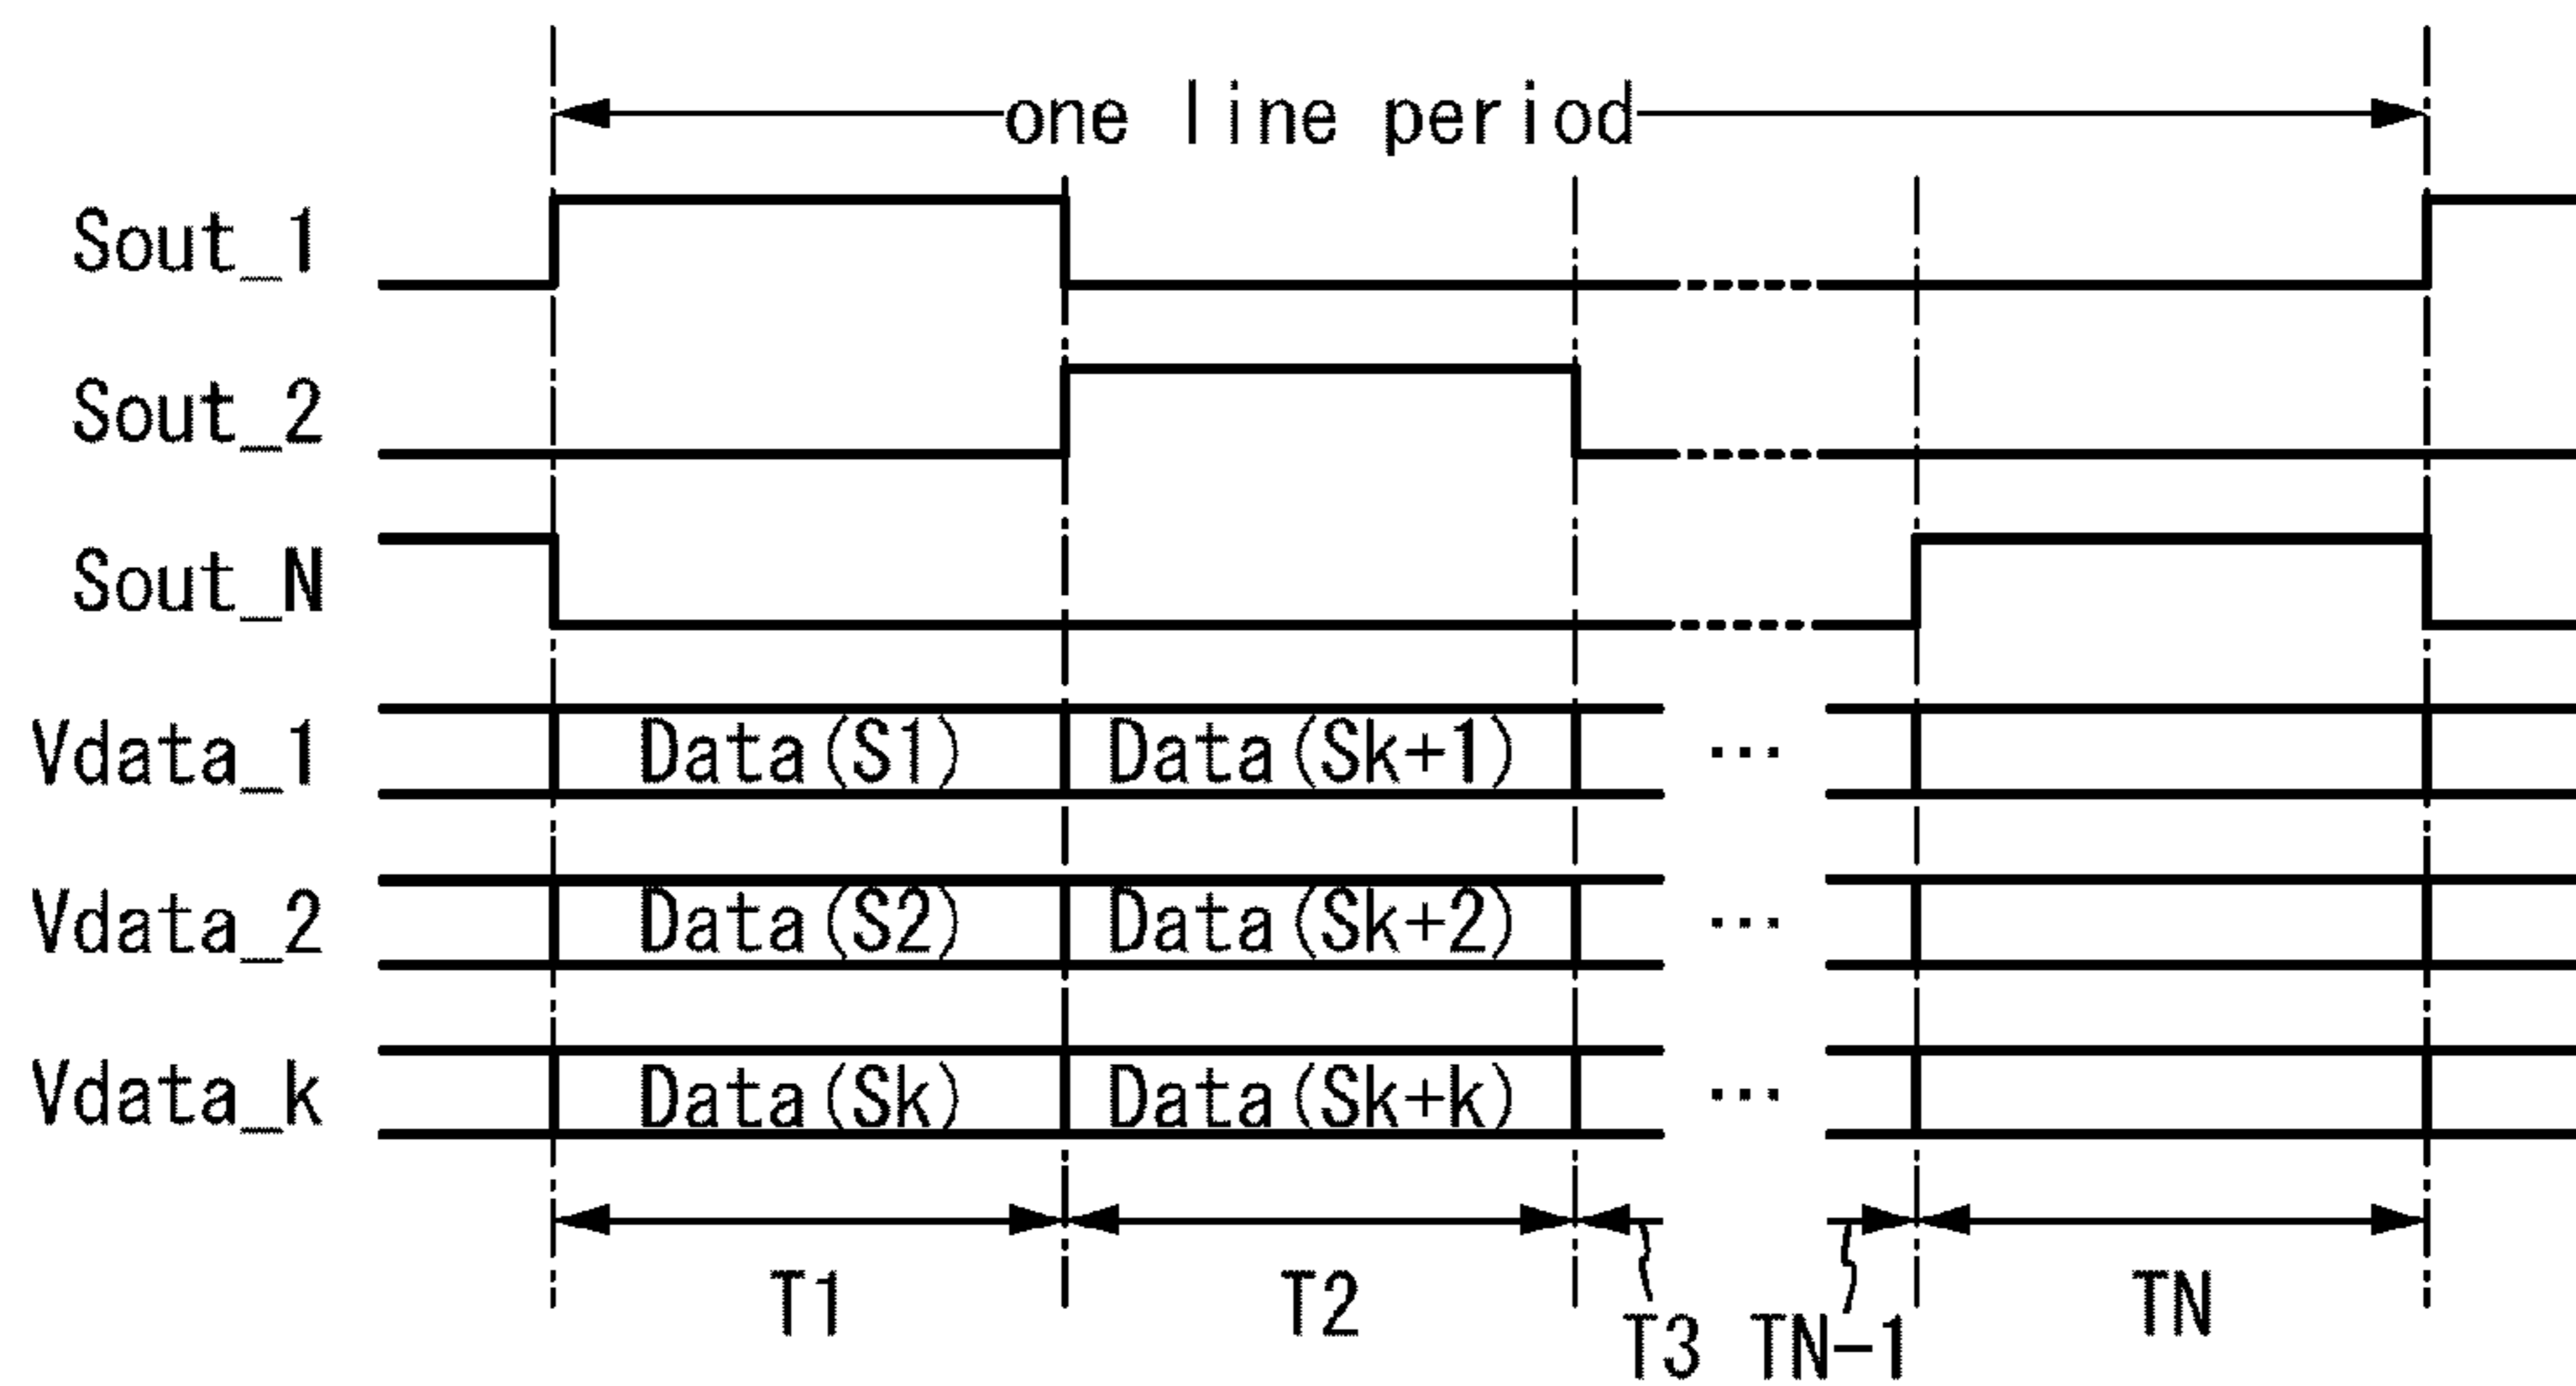 one line period
Sout_1
Sout_2
Sout_N
Vdata_1 Data(S1) Data(Sk+1) ...
Vdata_2 Data(S2) Data(Sk+2) ...
Vdata_k Data(Sk) Data(Sk+k) ...
T1 T2 T3 TN-1 TN